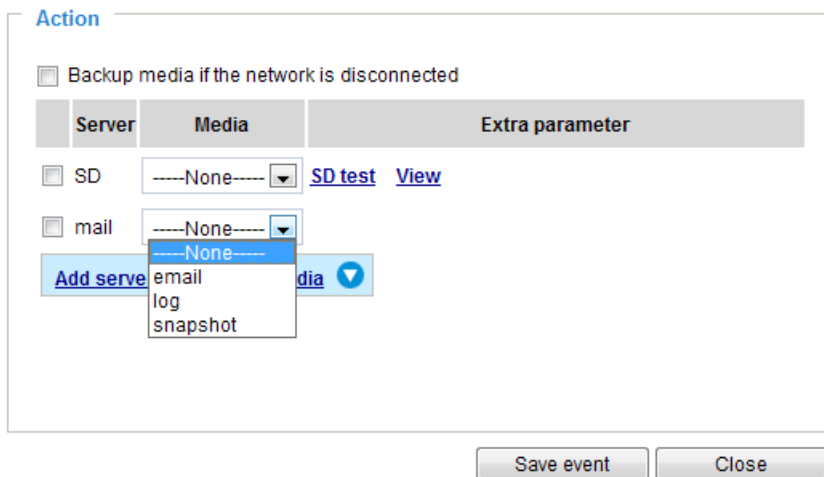 Action
Backup media if the network is disconnected
Server Media Extra parameter
SD -----None----- SD test View
mail -----None-----
-----None-----
Add serve dia
email
log
snapshot
Save event Close